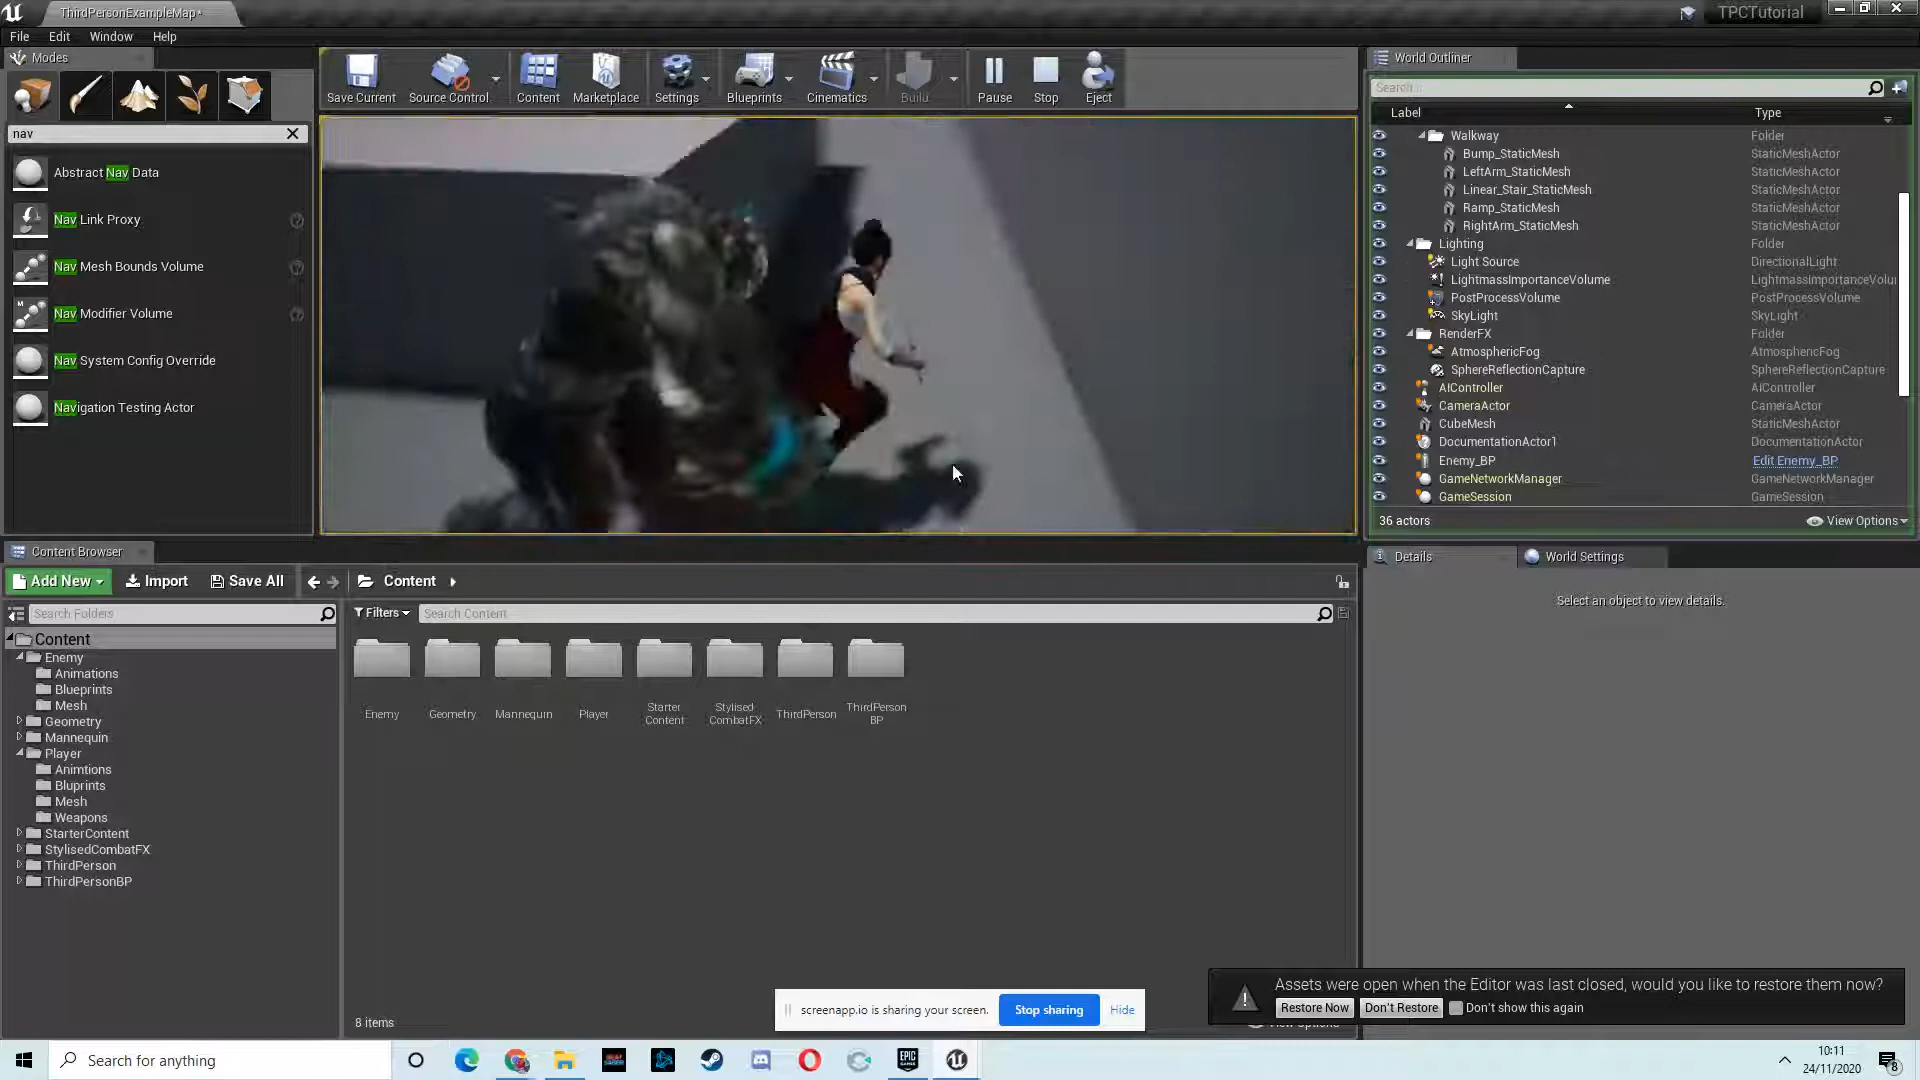 ThirdPersonExampleMap*
TPCTutorial
File Edit Window Help
Modes
Save Current Source Control Content Marketplace Settings Blueprints Cinematics Build Pause Stop Eject
nav
Abstract Nav Data
Nav Link Proxy
Nav Mesh Bounds Volume
Nav Modifier Volume
Nav System Config Override
Navigation Testing Actor
World Outliner
Search...
Label Type
Walkway Folder
Bump_StaticMesh StaticMeshActor
LeftArm_StaticMesh StaticMeshActor
Linear_Stair_StaticMesh StaticMeshActor
Ramp_StaticMesh StaticMeshActor
RightArm_StaticMesh StaticMeshActor
Lighting Folder
Light Source DirectionalLight
LightmassImportanceVolume LightmassImportanceVolu
PostProcessVolume PostProcessVolume
SkyLight SkyLight
RenderFX Folder
AtmosphericFog AtmosphericFog
SphereReflectionCapture SphereReflectionCapture
AIController AIController
CameraActor CameraActor
CubeMesh StaticMeshActor
DocumentationActor1 DocumentationActor
Enemy_BP Edit Enemy_BP
GameNetworkManager GameNetworkManager
GameSession GameSession
36 actors View Options
Content Browser
Add New Import Save All Content
Search Folders
Filters Search Content
Content
Enemy
Animations
Blueprints
Mesh
Geometry
Mannequin
Player
Animtions
Bluprints
Mesh
Weapons
StarterContent
StylisedCombatFX
ThirdPerson
ThirdPersonBP
Enemy Geometry Mannequin Player Starter Content Stylised CombatFX ThirdPerson ThirdPerson BP
8 items
Details World Settings
Select an object to view details.
Assets were open when the Editor was last closed, would you like to restore them now?
Restore Now Don't Restore Don't show this again
View Options
screenapp.io is sharing your screen. Stop sharing Hide
Search for anything
EPIC GAMES
10:11
24/11/2020
8